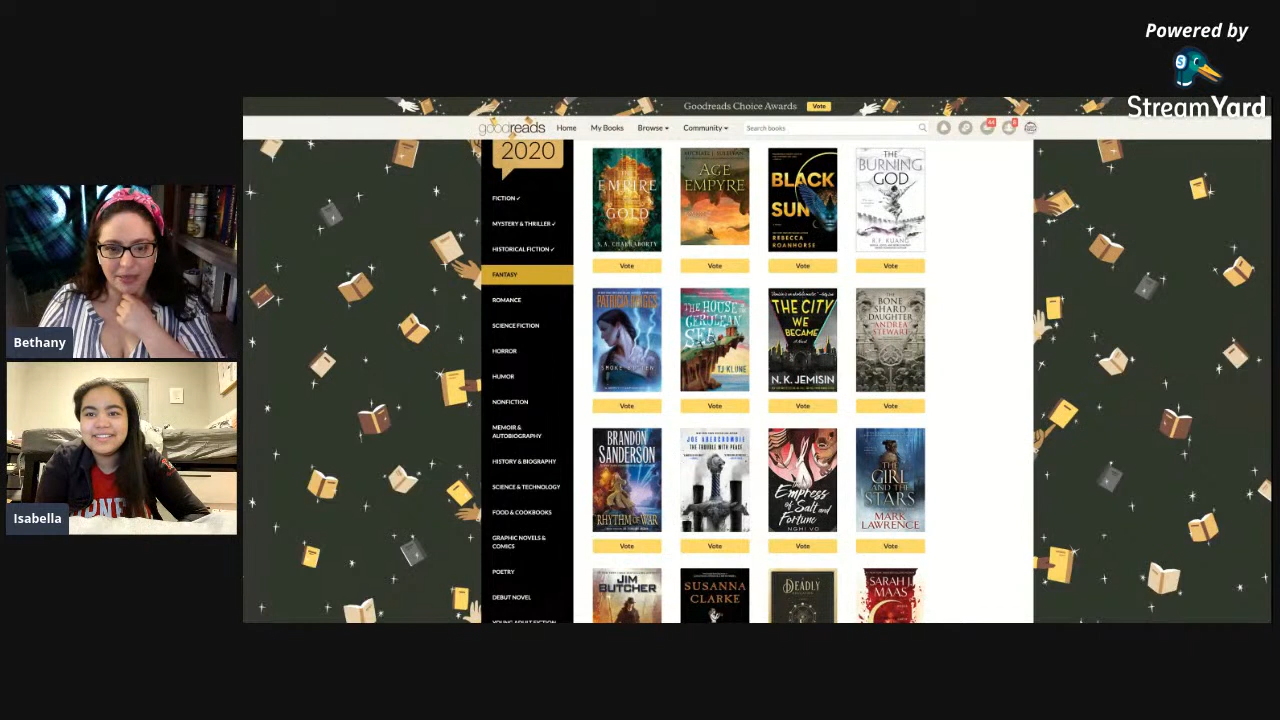 Powered by
StreamYard
Goodreads Choice Awards Vote
goodreads Home My Books Browse Community Search books
2020
FICTION ✓
MYSTERY & THRILLER ✓
HISTORICAL FICTION ✓
FANTASY
ROMANCE
SCIENCE FICTION
HORROR
HUMOR
NONFICTION
MEMOIR &
AUTOBIOGRAPHY
HISTORY & BIOGRAPHY
SCIENCE & TECHNOLOGY
FOOD & COOKBOOKS
GRAPHIC NOVELS &
COMICS
POETRY
DEBUT NOVEL
YOUNG ADULT FICTION
THE
EMPIRE
OF
GOLD
S. A. CHAKRABORTY
AGE
EMPYRE
BLACK
SUN
REBECCA
ROANHORSE
THE
BURNING
GOD
R.F. KUANG
Vote Vote Vote Vote
PATRICIA BRIGGS
SMOKE BITTEN
THE HOUSE
CERULEAN
SEA
TJ KLUNE
THE CITY
WE
BECAME
A Novel
N. K. JEMISIN
THE
BONE
SHARD
DAUGHTER
ANDREA
STEWART
Vote Vote Vote Vote
BRANDON
SANDERSON
RHYTHM OF WAR
JOE ABERCROMBIE
THE TROUBLE WITH PEACE
The
Empress
of Salt and
Fortune
NGHI VO
THE
GIRL
AND THE
STARS
MARK
LAWRENCE
Vote Vote Vote Vote
JIM
BUTCHER
SUSANNA
CLARKE
DEADLY
SARAH J.
MAAS
Bethany
Isabella